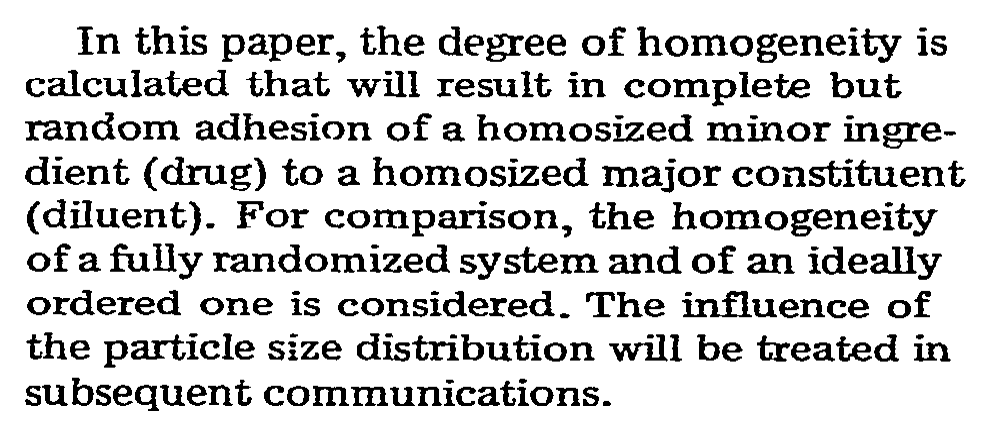 In this paper, the degree of homogeneity is
calculated that will result in complete but
random adhesion of a homosized minor ingre-
dient (drug) to a homosized major constituent
(diluent). For comparison, the homogeneity
of a fully randomized system and of an ideally
ordered one is considered. The influence of
the particle size distribution will be treated in
subsequent communications.